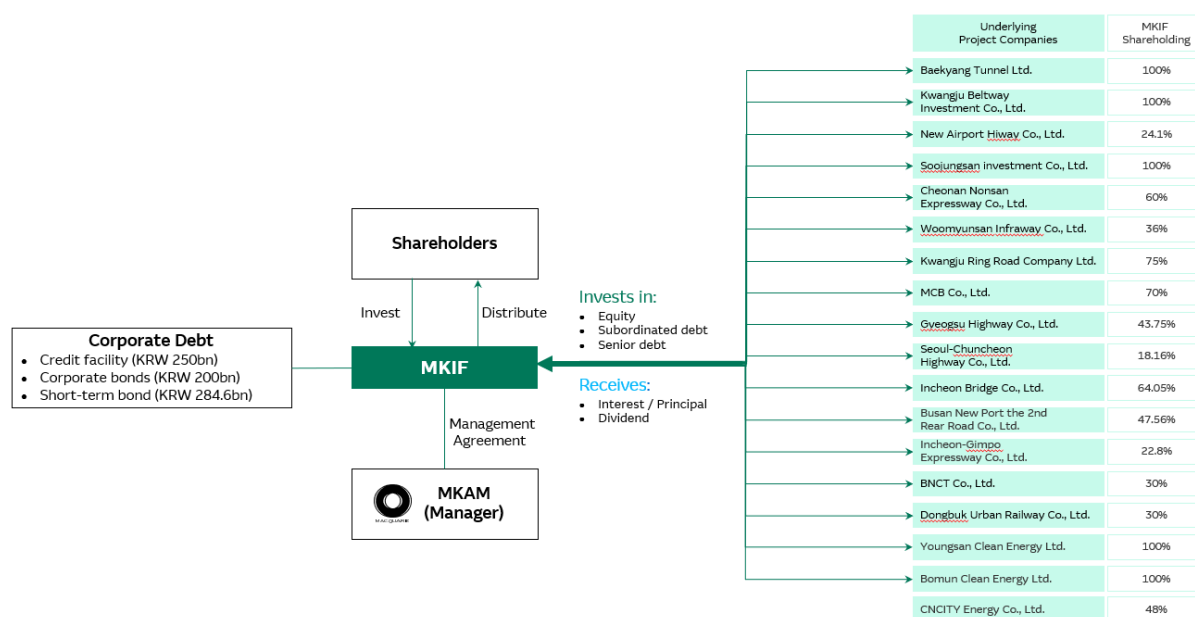 Underlying
Project Companies
MKIF
Shareholding
Baekyang Tunnel Ltd.
100%
Kwangju Beltway
Investment Co., Ltd.
100%
New Airport Hiway Co., Ltd.
24.1%
Soojungsan investment Co., Ltd.
100%
Cheonan Nonsan
Expressway Co., Ltd.
60%
Woomyunsan Infraway Co., Ltd.
36%
Kwangju Ring Road Company Ltd.
75%
MCB Co., Ltd.
70%
Gyeogsu Highway Co., Ltd.
43.75%
Seoul-Chuncheon
Highway Co., Ltd.
18.16%
Incheon Bridge Co., Ltd.
64.05%
Busan New Port the 2nd
Rear Road Co., Ltd.
47.56%
Incheon-Gimpo
Expressway Co., Ltd.
22.8%
BNCT Co., Ltd.
30%
Dongbuk Urban Railway Co., Ltd.
30%
Youngsan Clean Energy Ltd.
100%
Bomun Clean Energy Ltd.
100%
CNCITY Energy Co., Ltd.
48%
Shareholders
Invest
Distribute
Invests in:
• Equity
• Subordinated debt
• Senior debt
Corporate Debt
• Credit facility (KRW 250bn)
• Corporate bonds (KRW 200bn)
• Short-term bond (KRW 284.6bn)
MKIF
Receives:
• Interest / Principal
• Dividend
Management
Agreement
MACQUARIE
MKAM
(Manager)